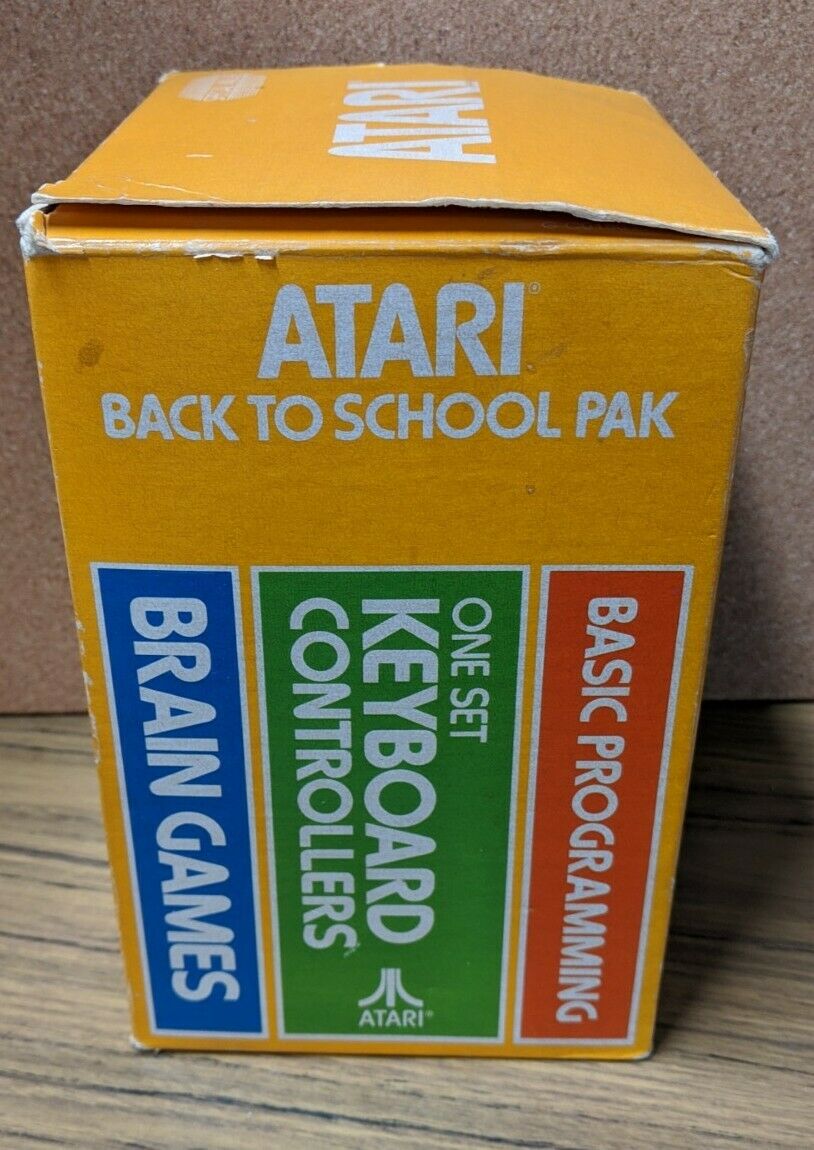 ATARI
ATARI®
BACK TO SCHOOL PAK
BRAIN GAMES
ONE SET
KEYBOARD
CONTROLLERS
ATARI®
BASIC PROGRAMMING